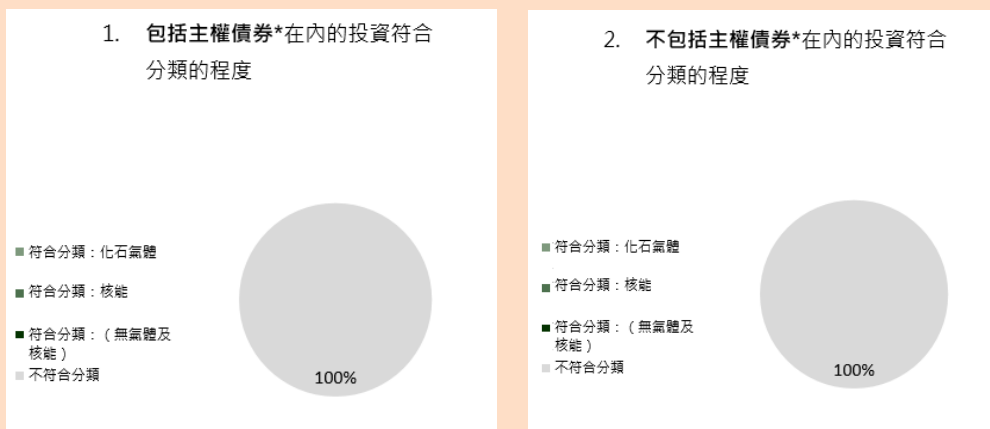 1. 包括主權債券*在內的投資符合
分類的程度
符合分類：化石氣體
符合分類：核能
符合分類：（無氣體及
核能）
不符合分類
100%
2. 不包括主權債券*在內的投資符合
分類的程度
符合分類：化石氣體
符合分類：核能
符合分類：（無氣體及
核能）
不符合分類
100%